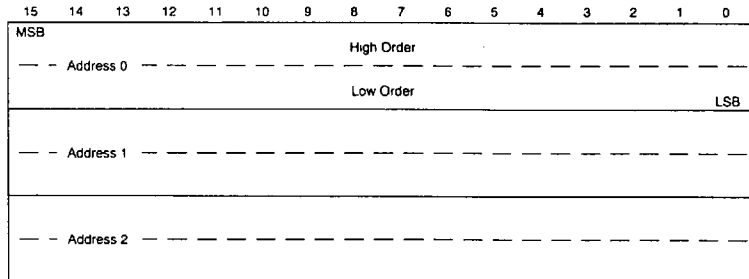 15 14 13 12 11 10 9 8 7 6 5 4 3 2 1 0
MSB
High Order
Address 0
Low Order
LSB
Address 1
Address 2